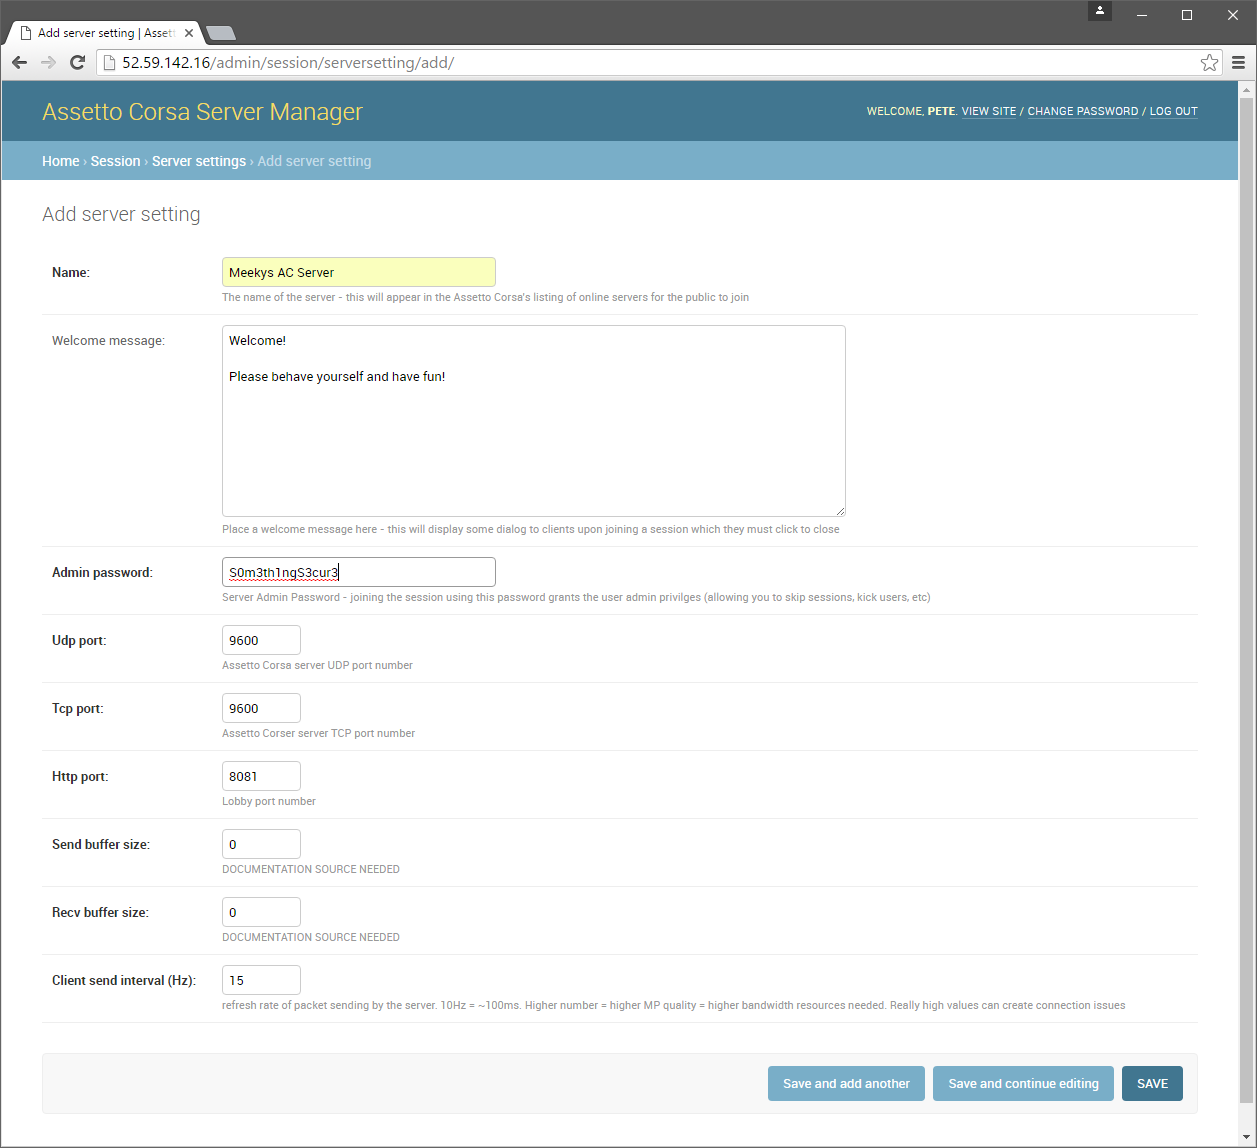 Add server setting | Assett
52.59.142.16/admin/session/serversetting/add/
Assetto Corsa Server Manager
WELCOME, PETE. VIEW SITE / CHANGE PASSWORD / LOG OUT
Home › Session › Server settings › Add server setting
Add server setting
Name:
Meekys AC Server
The name of the server - this will appear in the Assetto Corsa's listing of online servers for the public to join
Welcome message:
Welcome!
Please behave yourself and have fun!
Place a welcome message here - this will display some dialog to clients upon joining a session which they must click to close
Admin password:
S0m3th1ngS3cur3
Server Admin Password - joining the session using this password grants the user admin privilges (allowing you to skip sessions, kick users, etc)
Udp port:
9600
Assetto Corsa server UDP port number
Tcp port:
9600
Assetto Corser server TCP port number
Http port:
8081
Lobby port number
Send buffer size:
0
DOCUMENTATION SOURCE NEEDED
Recv buffer size:
0
DOCUMENTATION SOURCE NEEDED
Client send interval (Hz):
15
refresh rate of packet sending by the server. 10Hz = ~100ms. Higher number = higher MP quality = higher bandwidth resources needed. Really high values can create connection issues
Save and add another
Save and continue editing
SAVE